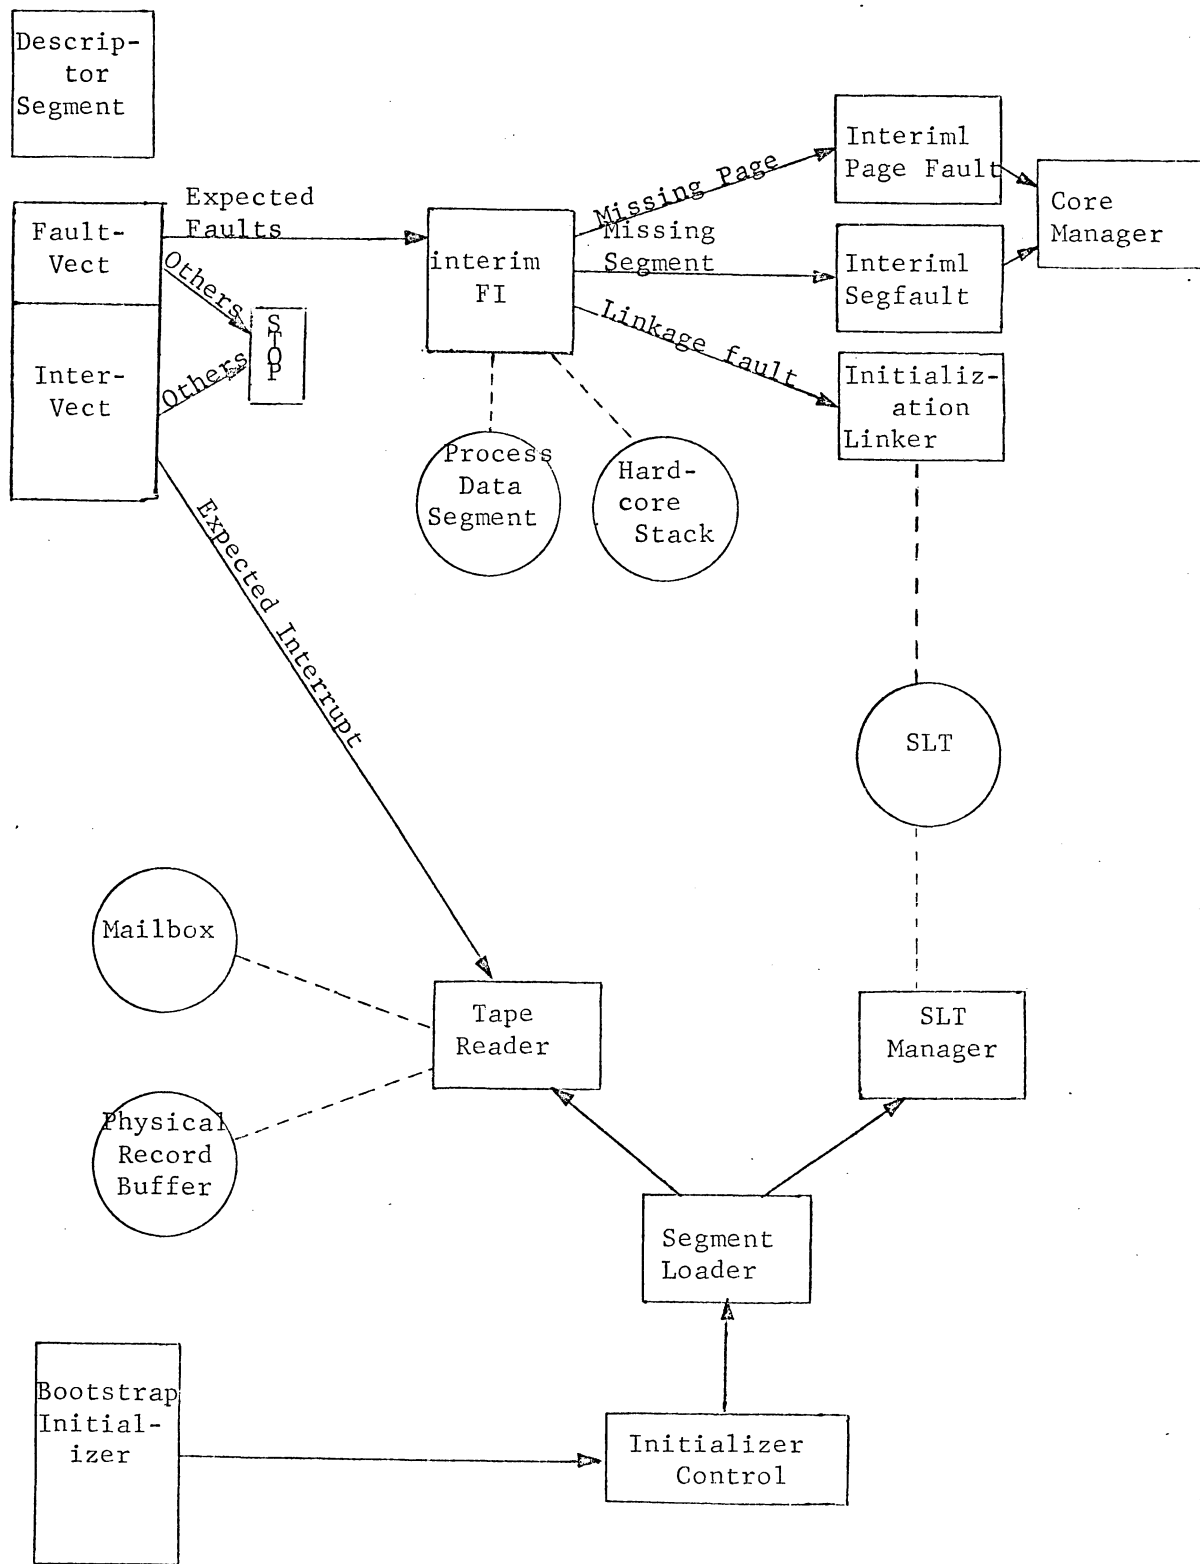 Descrip-
tor
Segment
Fault-
Vect
Inter-
Vect
Expected
Faults
Others
Others
STOP
Expected Interrupt
interim
FI
Missing Page
Missing
Segment
Linkage fault
Interiml
Page Fault
Interiml
Segfault
Initializ-
ation
Linker
Core
Manager
Process
Data
Segment
Hard-
core
Stack
SLT
Mailbox
Physical
Record
Buffer
Tape
Reader
SLT
Manager
Segment
Loader
Bootstrap
Initial-
izer
Initializer
Control